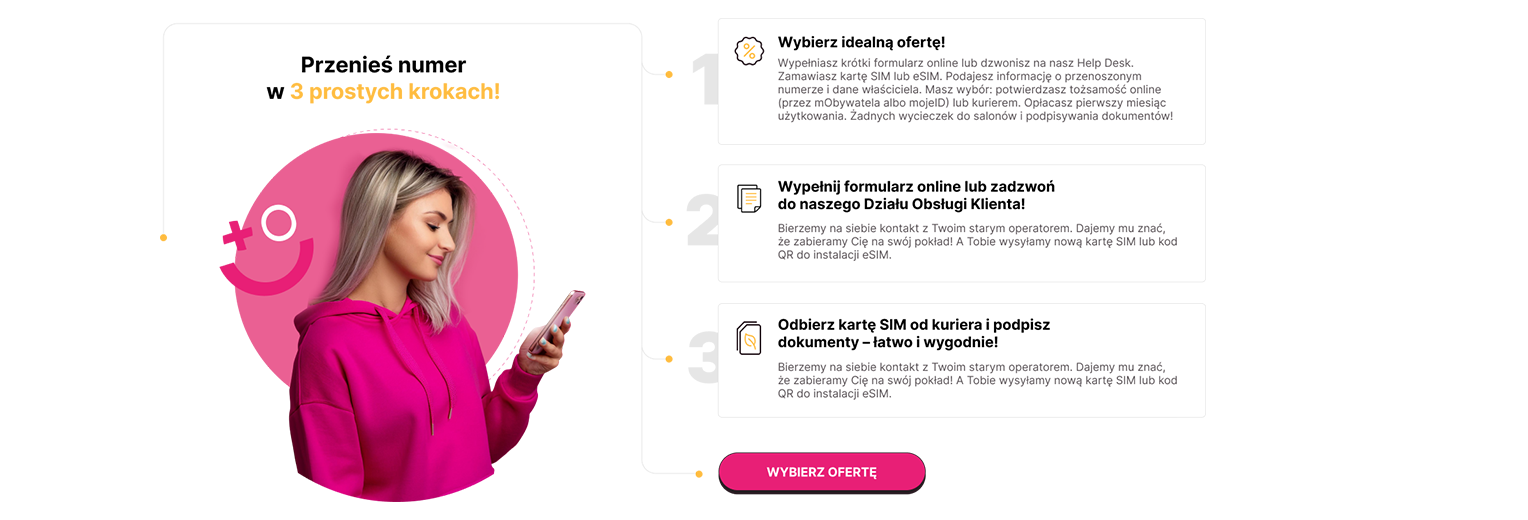 Przenieś numer
w 3 prostych krokach!
1
Wybierz idealną ofertę!
Wypełniasz krótki formularz online lub dzwonisz na nasz Help Desk.
Zamawiasz kartę SIM lub eSIM. Podajesz informację o przenoszonym
numerze i dane właściciela. Masz wybór: potwierdzasz tożsamość online
(przez mObywatela albo mojeID) lub kurierem. Opłacasz pierwszy miesiąc
użytkowania. Żadnych wycieczek do salonów i podpisywania dokumentów!
2
Wypełnij formularz online lub zadzwoń
do naszego Działu Obsługi Klienta!
Bierzemy na siebie kontakt z Twoim starym operatorem. Dajemy mu znać,
że zabieramy Cię na swój pokład! A Tobie wysyłamy nową kartę SIM lub kod
QR do instalacji eSIM.
3
Odbierz kartę SIM od kuriera i podpisz
dokumenty – łatwo i wygodnie!
Bierzemy na siebie kontakt z Twoim starym operatorem. Dajemy mu znać,
że zabieramy Cię na swój pokład! A Tobie wysyłamy nową kartę SIM lub kod
QR do instalacji eSIM.
WYBIERZ OFERTĘ